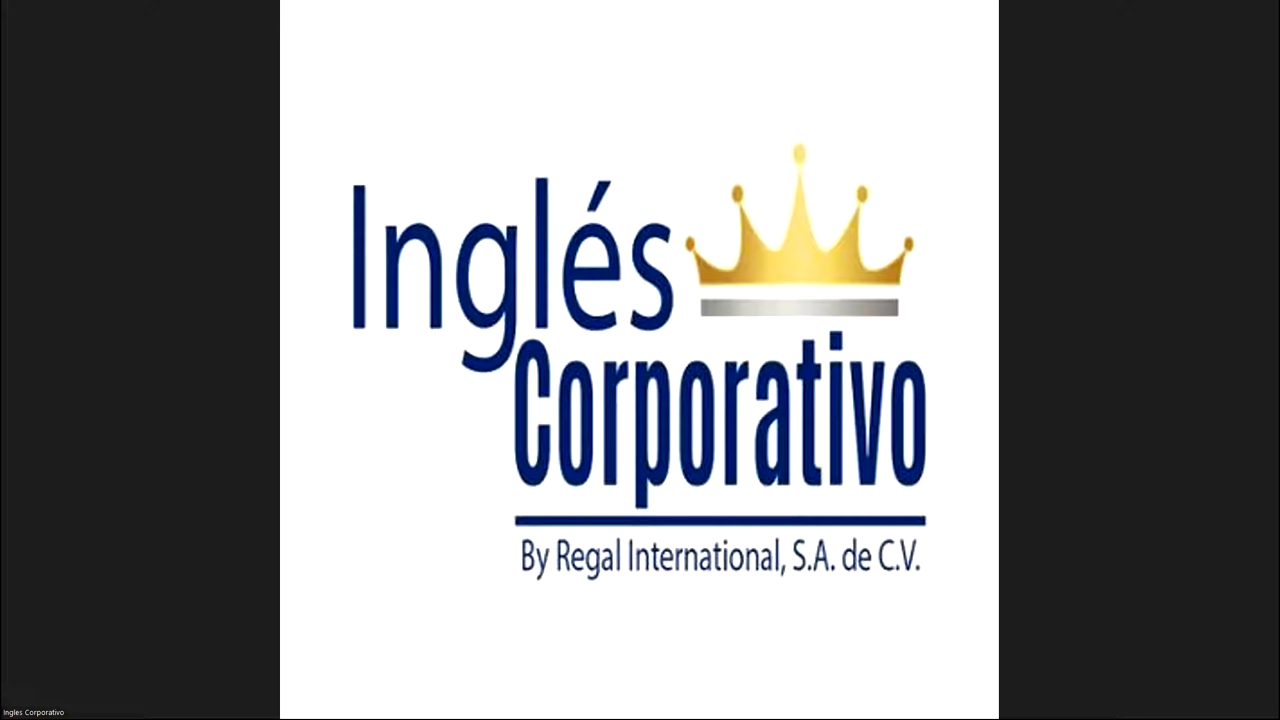 Inglés
Corporativo
By Regal International, S.A. de C.V.
Ingles Corporativo